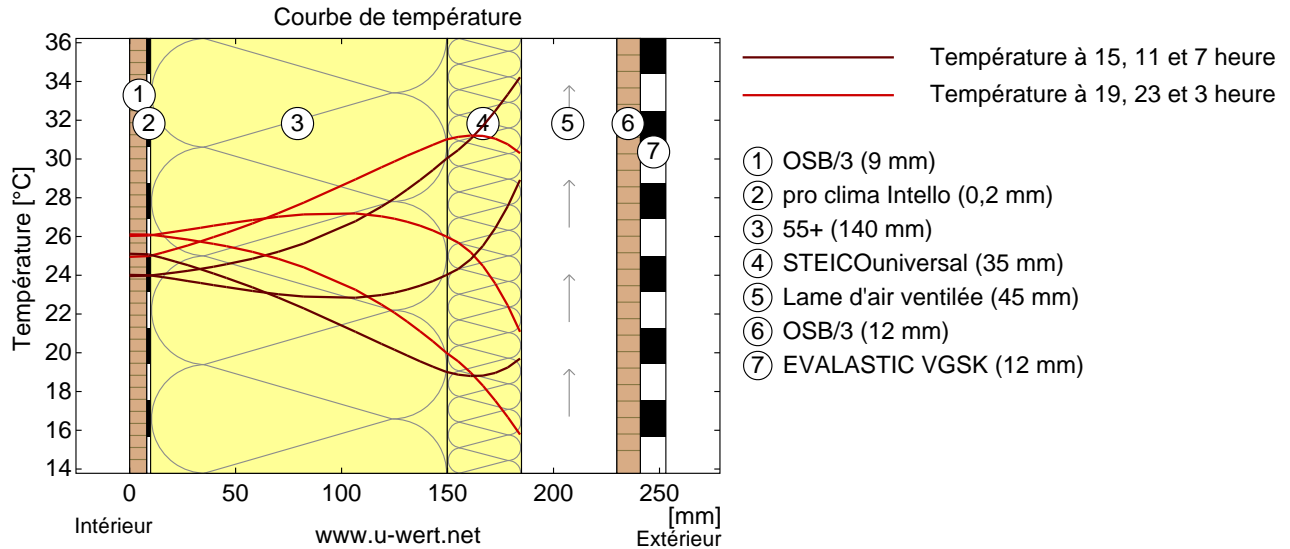 Courbe de température
36
34
32
30
28
26
24
22
20
18
16
14
Température [°C]
1
2
3
4
5
6
7
0
50
100
150
200
250
[mm]
Intérieur
www.u-wert.net
Extérieur
Température à 15, 11 et 7 heure
Température à 19, 23 et 3 heure
1 OSB/3 (9 mm)
2 pro clima Intello (0,2 mm)
3 55+ (140 mm)
4 STEICOuniversal (35 mm)
5 Lame d'air ventilée (45 mm)
6 OSB/3 (12 mm)
7 EVALASTIC VGSK (12 mm)